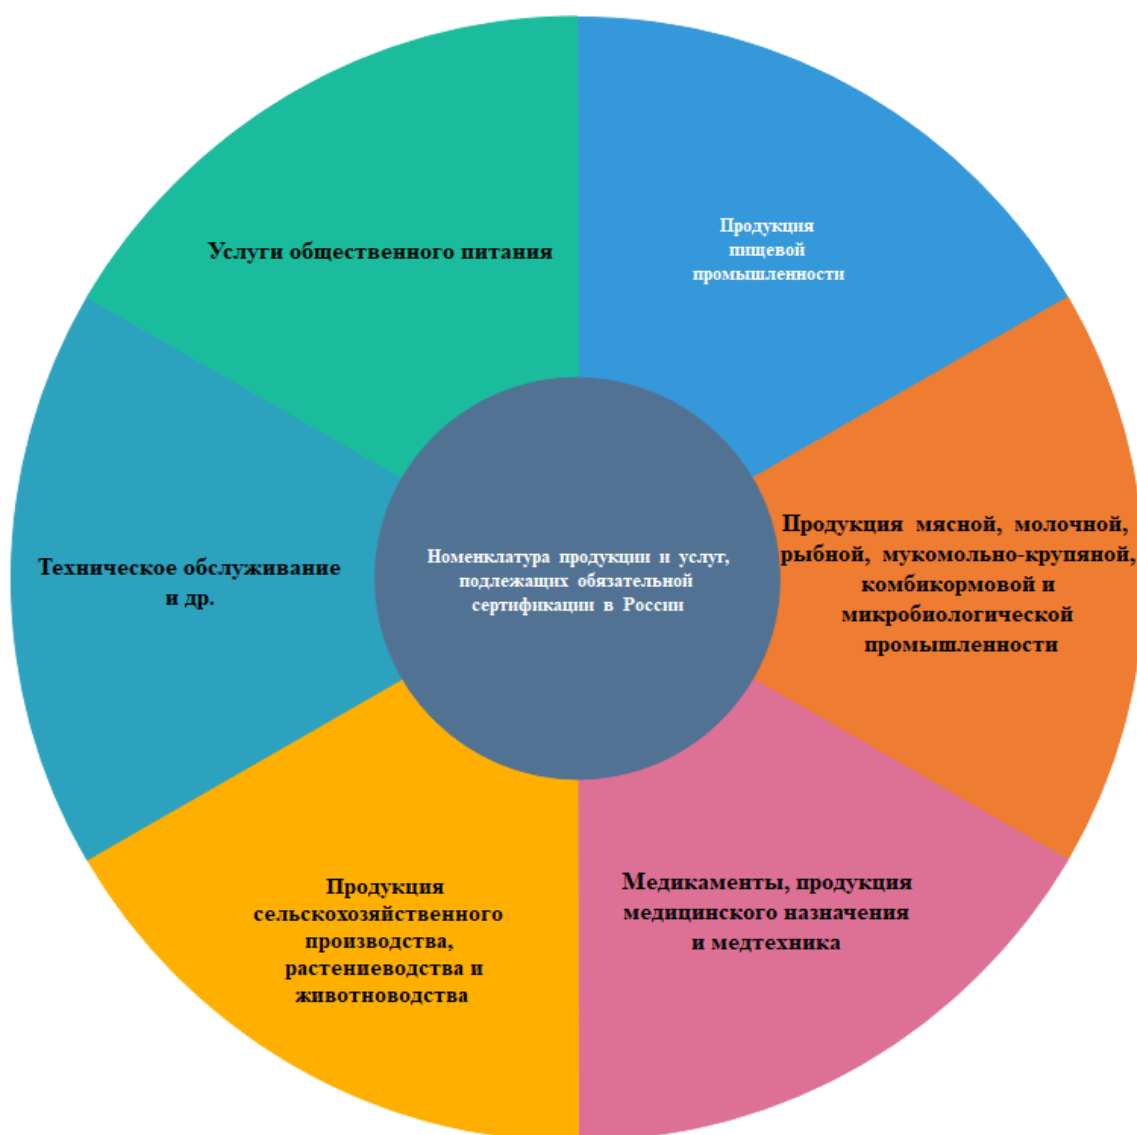 Продукция
пищевой
промышленности
Услуги общественного питания
Продукция мясной, молочной,
рыбной, мукомольно-крупяной,
комбикормовой и
микробиологической
промышленности
Номенклатура продукции и услуг,
подлежащих обязательной
сертификации в России
Техническое обслуживание
и др.
Медикаменты, продукция
медицинского назначения
и медтехника
Продукция
сельскохозяйственного
производства,
растениеводства и
животноводства